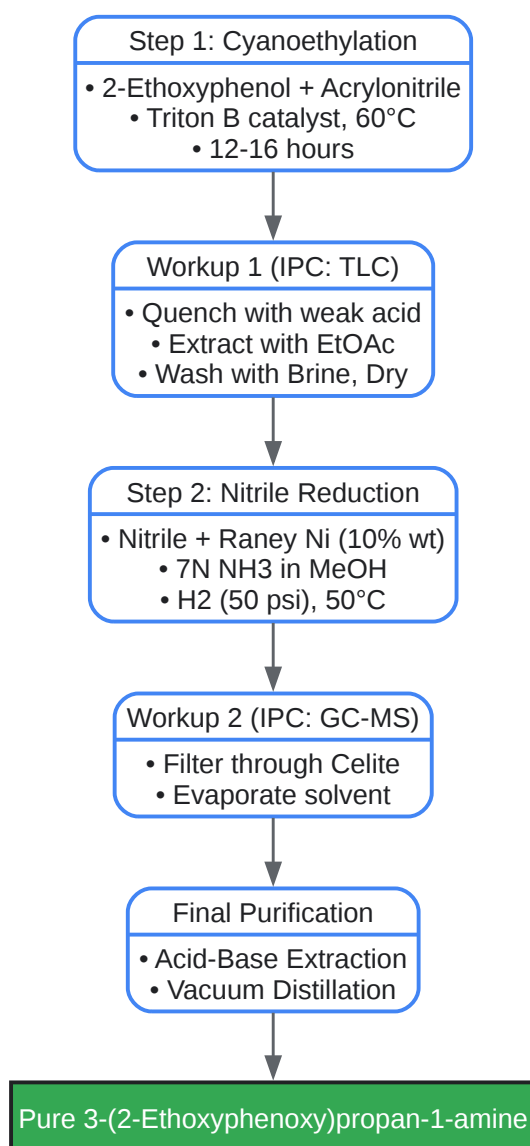 Step 1: Cyanoethylation
• 2-Ethoxyphenol + Acrylonitrile
• Triton B catalyst, 60°C
• 12-16 hours
Workup 1 (IPC: TLC)
• Quench with weak acid
• Extract with EtOAc
• Wash with Brine, Dry
Step 2: Nitrile Reduction
• Nitrile + Raney Ni (10% wt)
• 7N NH3 in MeOH
• H2 (50 psi), 50°C
Workup 2 (IPC: GC-MS)
• Filter through Celite
• Evaporate solvent
Final Purification
• Acid-Base Extraction
• Vacuum Distillation
Pure 3-(2-Ethoxyphenoxy)propan-1-amine